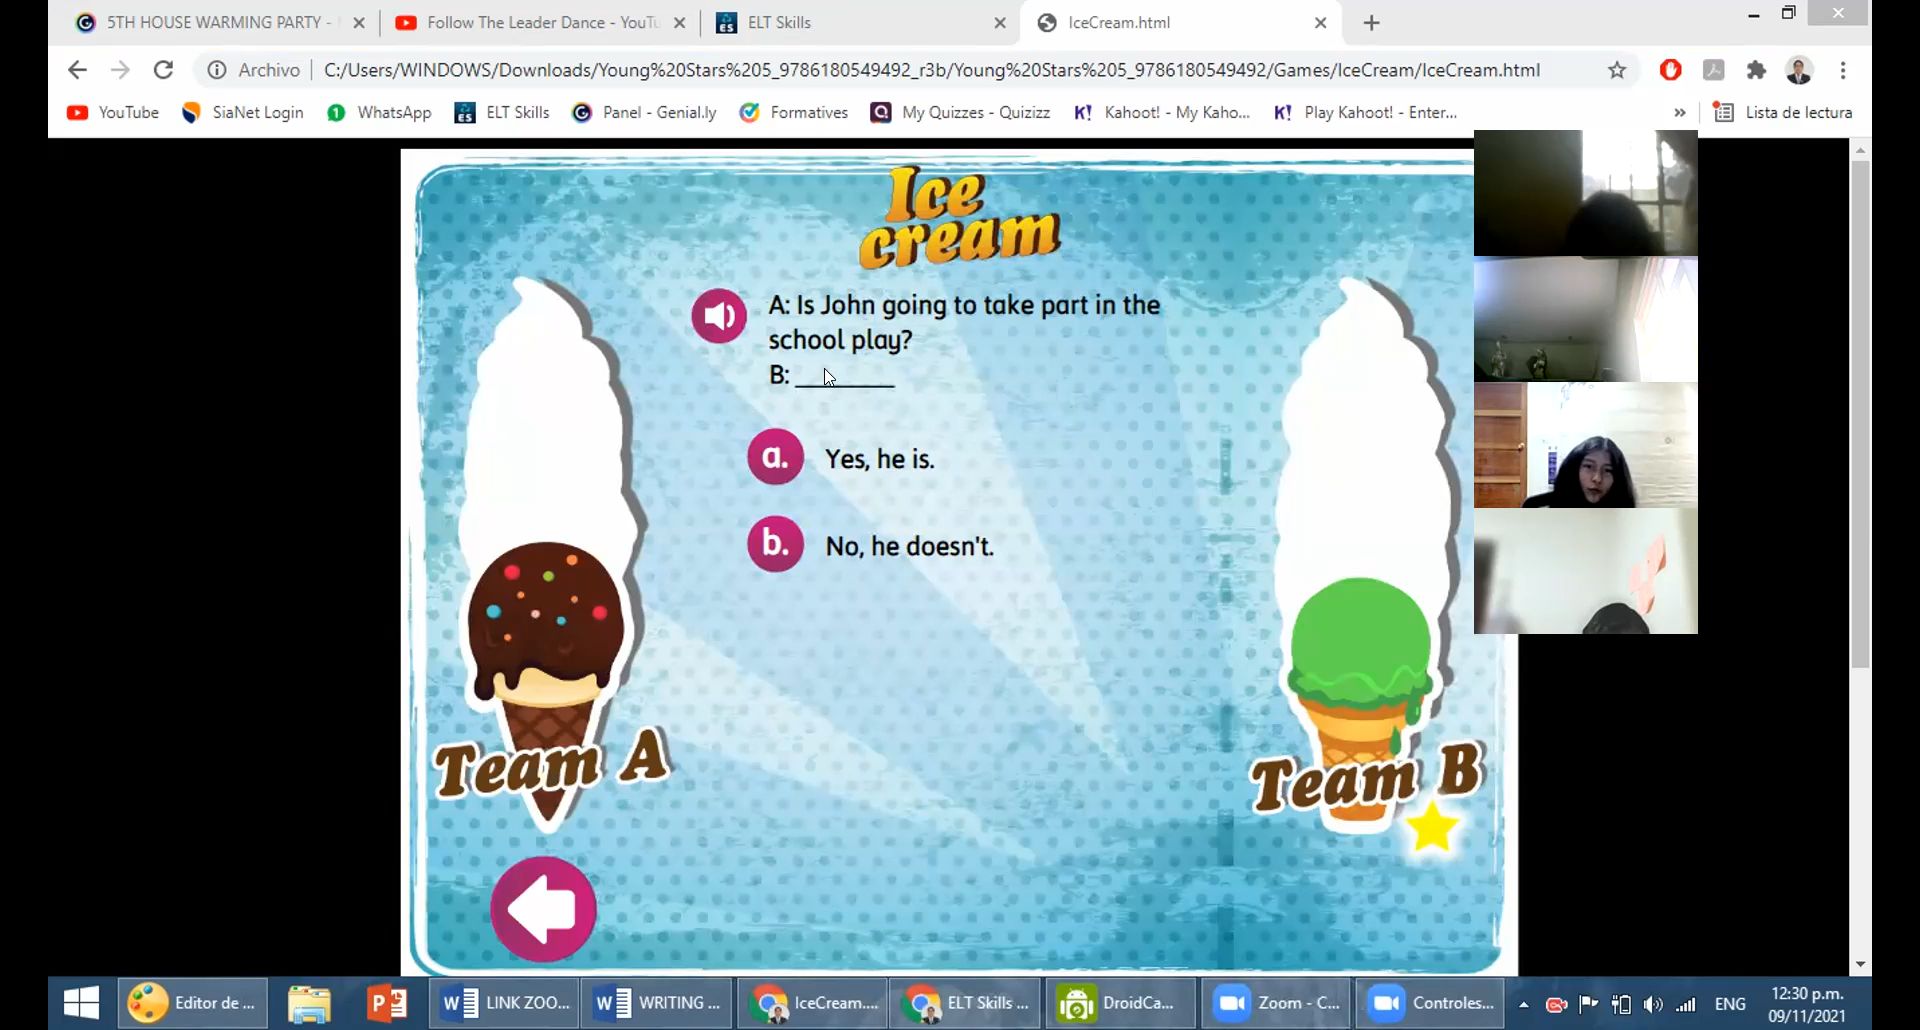 5TH HOUSE WARMING PARTY -
Follow The Leader Dance - YouTu
ELT Skills
IceCream.html
Archivo
C:/Users/WINDOWS/Downloads/Young%20Stars%205_9786180549492_r3b/Young%20Stars%205_9786180549492/Games/IceCream/IceCream.html
YouTube
SiaNet Login
WhatsApp
ELT Skills
Panel - Genial.ly
Formatives
My Quizzes - Quizizz
Kahoot! - My Kaho...
Play Kahoot! - Enter...
»
Lista de lectura
Ice
cream
A: Is John going to take part in the
school play?
B: ________
a. Yes, he is.
b. No, he doesn't.
Team A
Team B
Editor de ...
LINK ZOO...
WRITING ...
IceCream....
ELT Skills ...
DroidCa...
Zoom - C...
Controles...
ENG
12:30 p.m.
09/11/2021